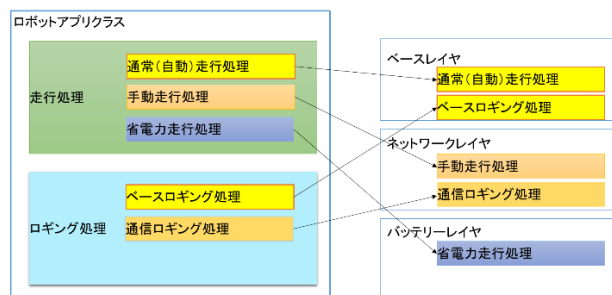 ロボットアプリクラス
走行処理
通常(自動)走行処理
手動走行処理
省電力走行処理
ロギング処理
ベースロギング処理
通信ロギング処理
ベースレイヤ
通常(自動)走行処理
ベースロギング処理
ネットワークレイヤ
手動走行処理
通信ロギング処理
バッテリーレイヤ
省電力走行処理